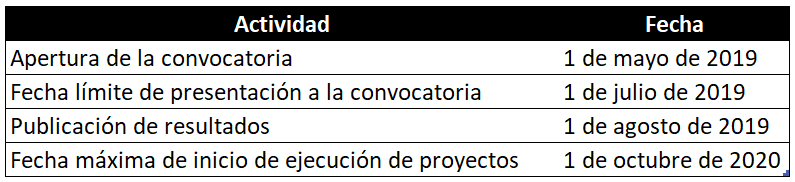 Actividad Fecha
Apertura de la convocatoria 1 de mayo de 2019
Fecha límite de presentación a la convocatoria 1 de julio de 2019
Publicación de resultados 1 de agosto de 2019
Fecha máxima de inicio de ejecución de proyectos 1 de octubre de 2020